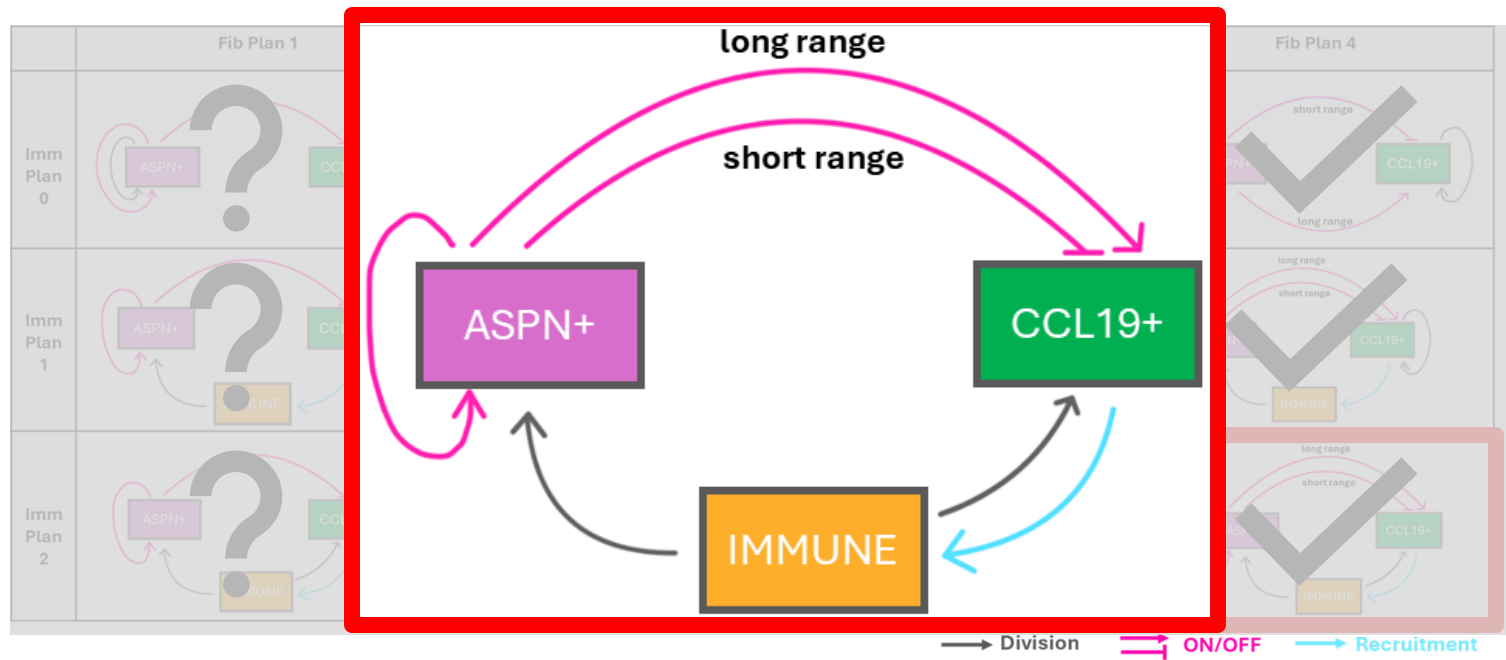 long range
Fib Plan 1
Fib Plan 4
short range
short range
Imm
Plan
0
ASPN+
CCL19+
long range
long range
short range
Imm
Plan
1
ASPN+
ASPN+
CCL19+
CCL19+
IMMUNE
long range
short range
Imm
Plan
2
ASPN+
IMMUNE
CCL19+
IMMUNE
Division
ON/OFF
Recruitment